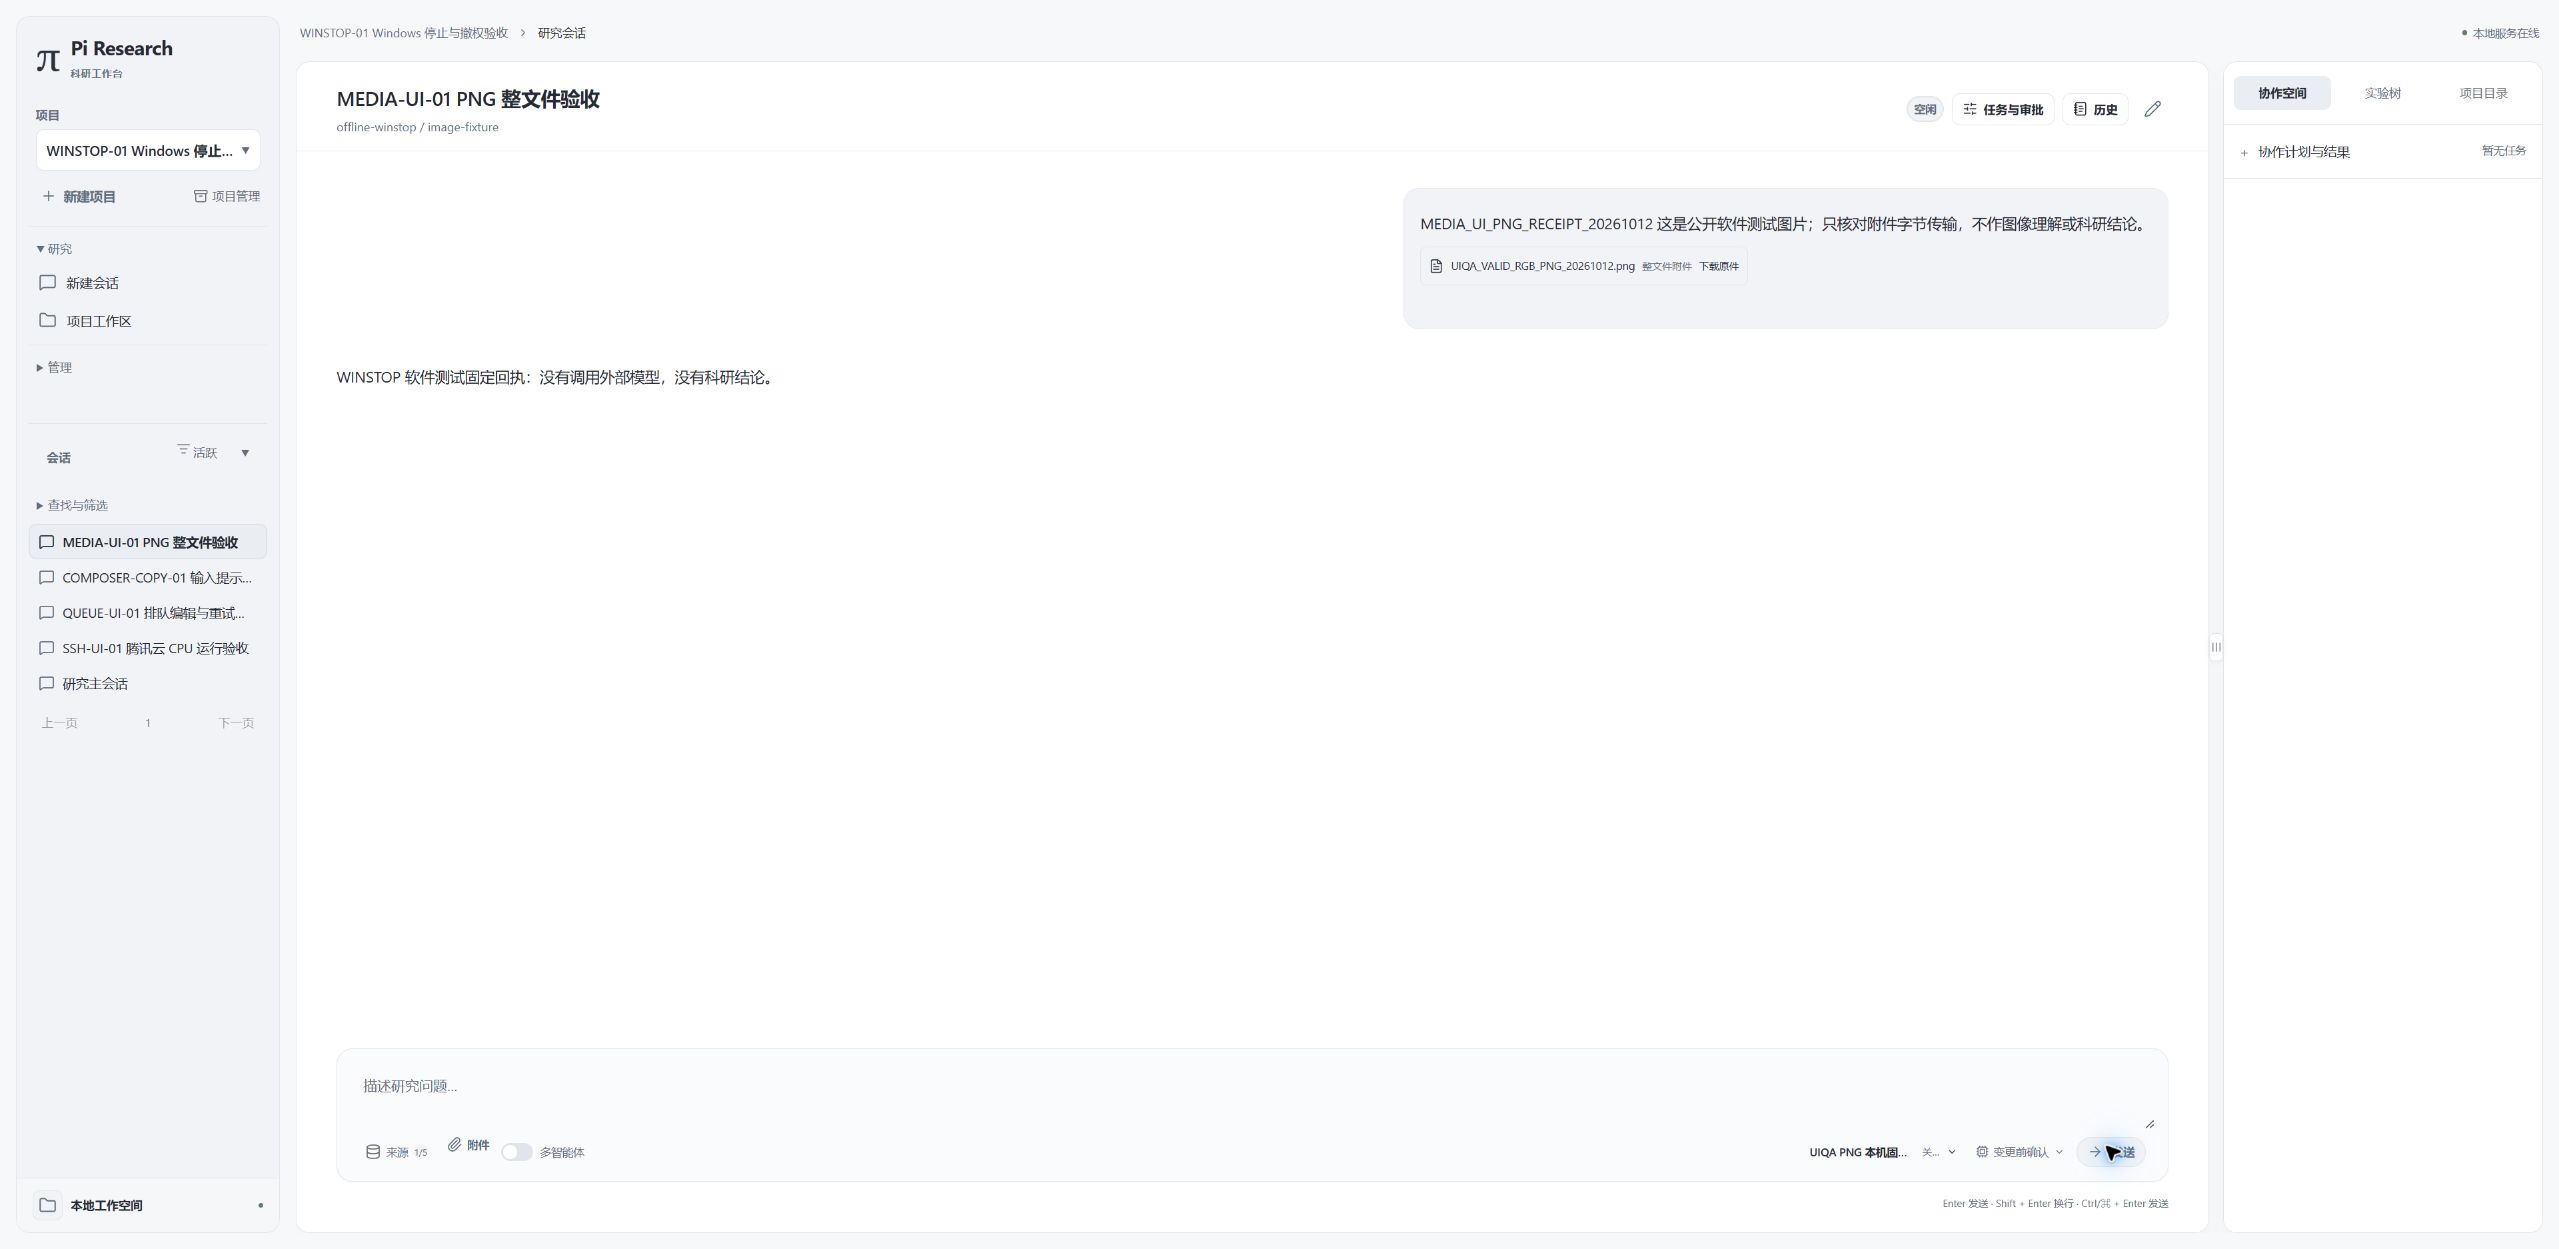 Pi Research
科研工作台
项目
WINSTOP-01 Windows 停止...
新建项目
项目管理
研究
新建会话
项目工作区
管理
会话
活跃
查找与筛选
MEDIA-UI-01 PNG 整文件验收
COMPOSER-COPY-01 输入提示...
QUEUE-UI-01 排队编辑与重试...
SSH-UI-01 腾讯云 CPU 运行验收
研究主会话
上一页 1 下一页
本地工作空间
WINSTOP-01 Windows 停止与撤权验收 › 研究会话
本地服务在线
MEDIA-UI-01 PNG 整文件验收
offline-winstop / image-fixture
空闲
任务与审批
历史
MEDIA_UI_PNG_RECEIPT_20261012 这是公开软件测试图片；只核对附件字节传输，不作图像理解或科研结论。
UIQA_VALID_RGB_PNG_20261012.png 整文件附件 下载原件
WINSTOP 软件测试固定回执：没有调用外部模型，没有科研结论。
描述研究问题...
来源 1/5
附件
多智能体
UIQA PNG 本机固...
关...
变更前确认
送
Enter 发送 · Shift + Enter 换行 · Ctrl/⌘ + Enter 发送
协作空间
实验树
项目目录
+ 协作计划与结果
暂无任务